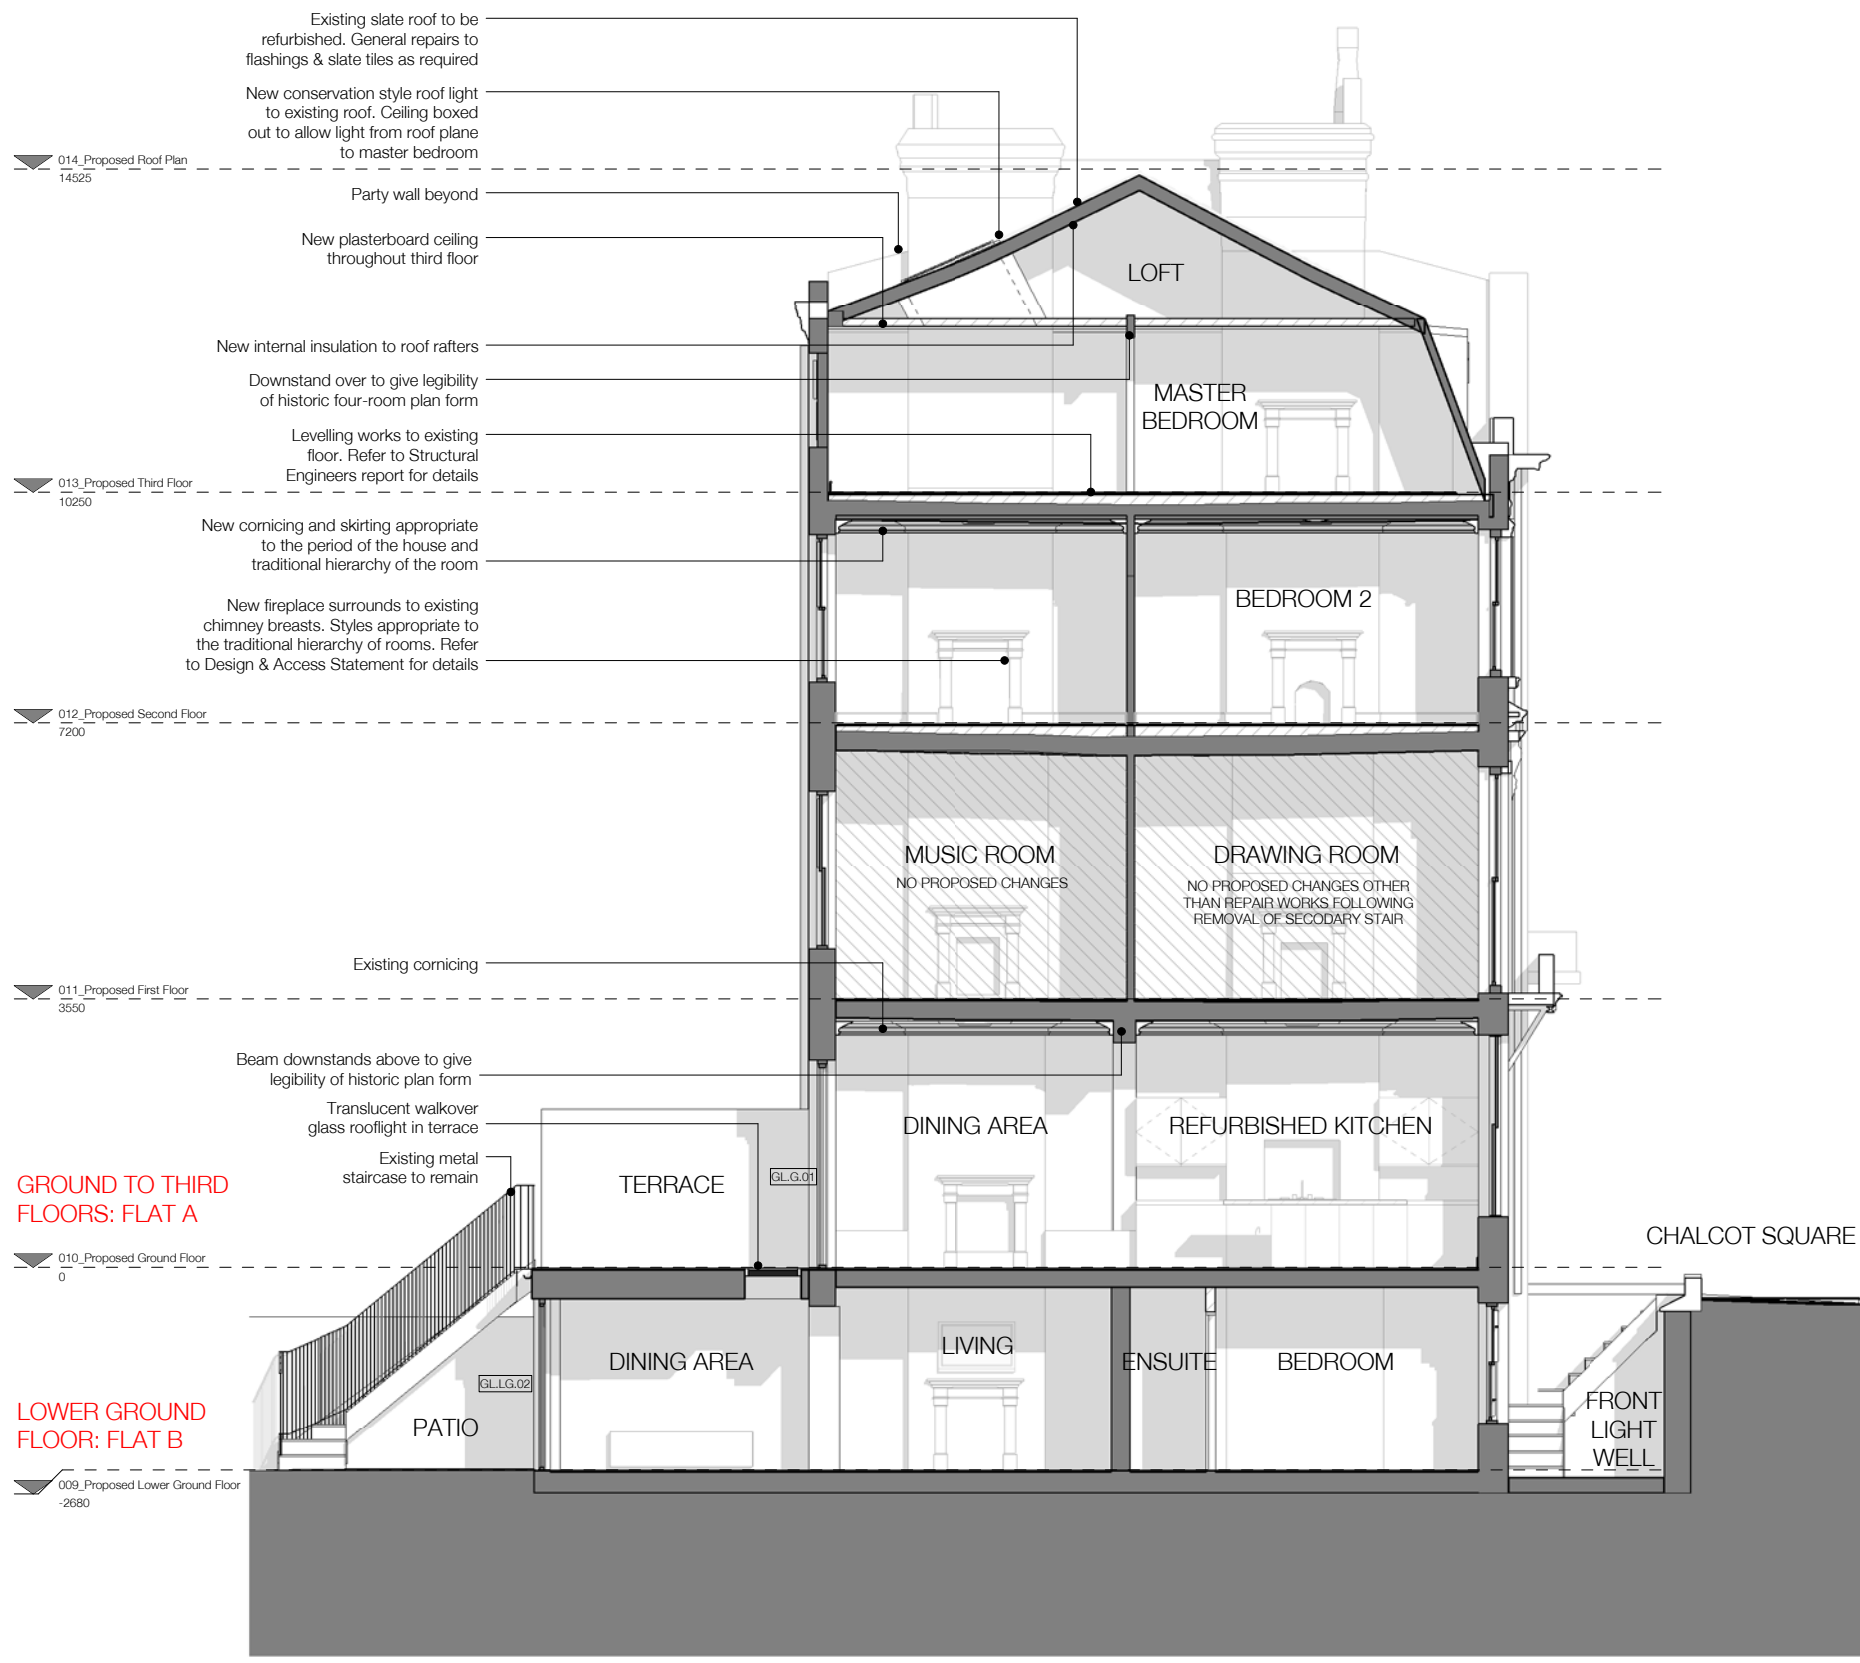 Existing slate roof to be
refurbished. General repairs to
flashings & slate tiles as required
New conservation style roof light
to existing roof. Ceiling boxed
out to allow light from roof plane
to master bedroom
014_Proposed Roof Plan
14525
Party wall beyond
New plasterboard ceiling
throughout third floor
LOFT
New internal insulation to roof rafters
Downstand over to give legibility
of historic four-room plan form
MASTER
BEDROOM
Levelling works to existing
floor. Refer to Structural
Engineers report for details
013_Proposed Third Floor
10250
New cornicing and skirting appropriate
to the period of the house and
traditional hierarchy of the room
New fireplace surrounds to existing
chimney breasts. Styles appropriate to
the traditional hierarchy of rooms. Refer
to Design & Access Statement for details
BEDROOM 2
012_Proposed Second Floor
7200
MUSIC ROOM
NO PROPOSED CHANGES
DRAWING ROOM
NO PROPOSED CHANGES OTHER
THAN REPAIR WORKS FOLLOWING
REMOVAL OF SECODARY STAIR
Existing cornicing
011_Proposed First Floor
3550
Beam downstands above to give
legibility of historic plan form
Translucent walkover
glass rooflight in terrace
Existing metal
staircase to remain
DINING AREA
REFURBISHED KITCHEN
TERRACE
GL.G.01
GROUND TO THIRD
FLOORS: FLAT A
010_Proposed Ground Floor
0
CHALCOT SQUARE
DINING AREA
LIVING
ENSUITE
BEDROOM
GL.LG.02
PATIO
FRONT
LIGHT
WELL
LOWER GROUND
FLOOR: FLAT B
009_Proposed Lower Ground Floor
-2680